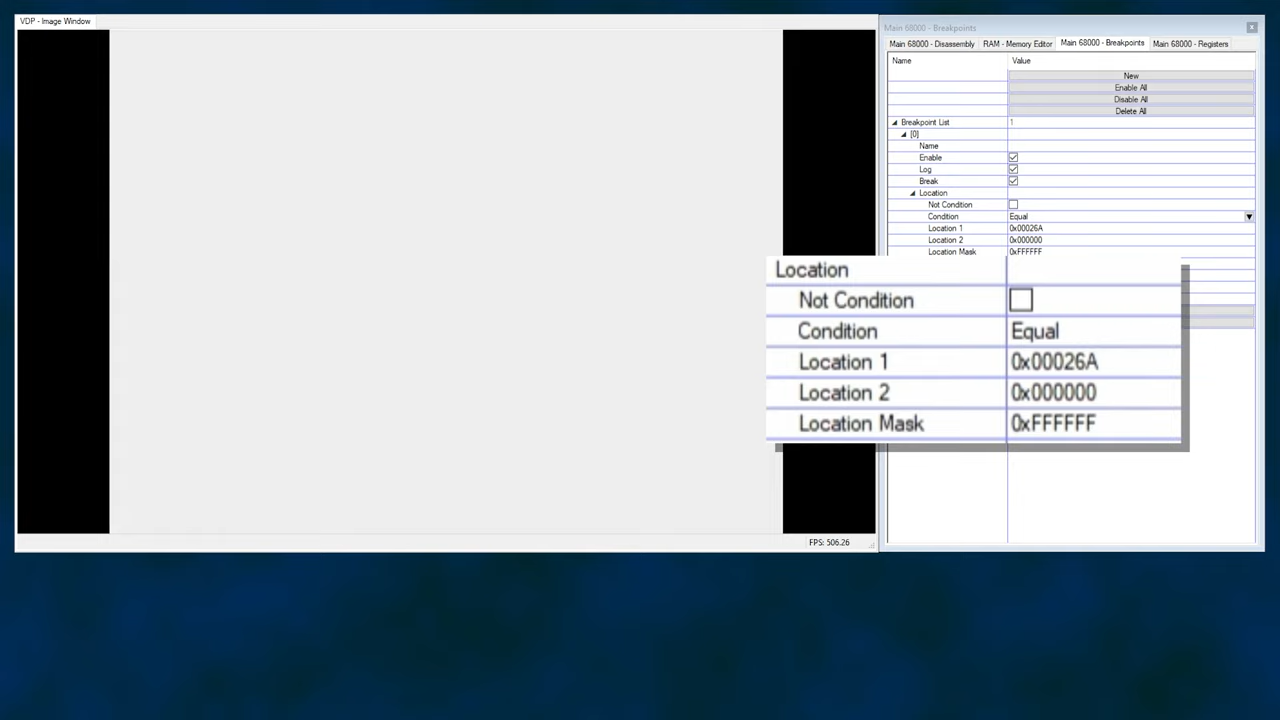 VDP - Image Window
Main 68000 - Breakpoints
Main 68000 - Disassembly RAM - Memory Editor Main 68000 - Breakpoints Main 68000 - Registers
Name Value
New
Enable All
Disable All
Delete All
Breakpoint List 1
[0]
Name
Enable
Log
Break
Location
Not Condition
Condition Equal
Location 1 0x00026A
Location 2 0x000000
Location Mask 0xFFFFFF
Location
Not Condition
Condition Equal
Location 1 0x00026A
Location 2 0x000000
Location Mask 0xFFFFFF
FPS: 506.26